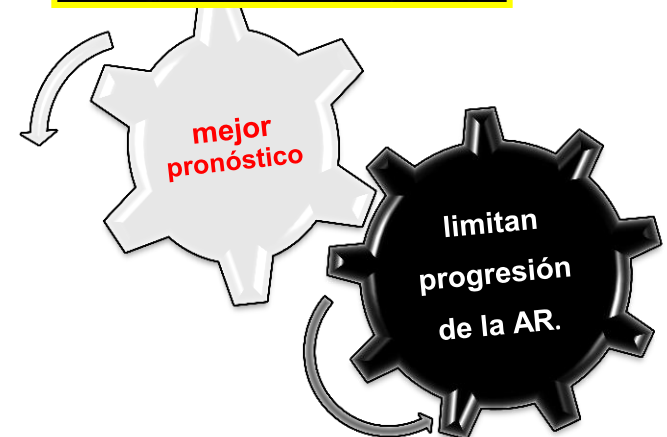 mejor
pronóstico
limitan
progresión
de la AR.